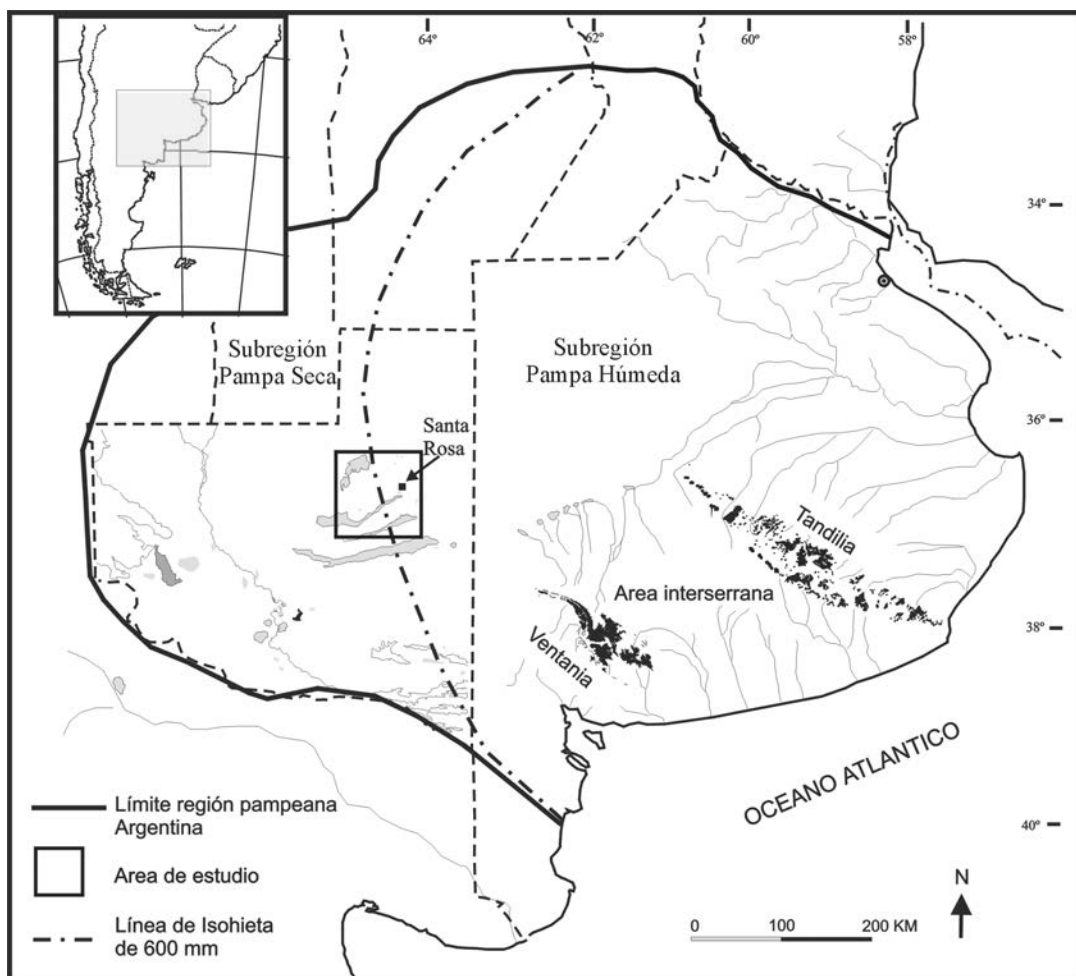 64º
62º
60º
58º
34º
Subregión
Pampa Seca
Subregión
Pampa Húmeda
36º
Santa
Rosa
Tandilia
Area interserrana
38º
Ventania
OCEANO ATLANTICO
Límite región pampeana
Argentina
40º
Area de estudio
N
Línea de Isohieta
de 600 mm
0 100 200 KM